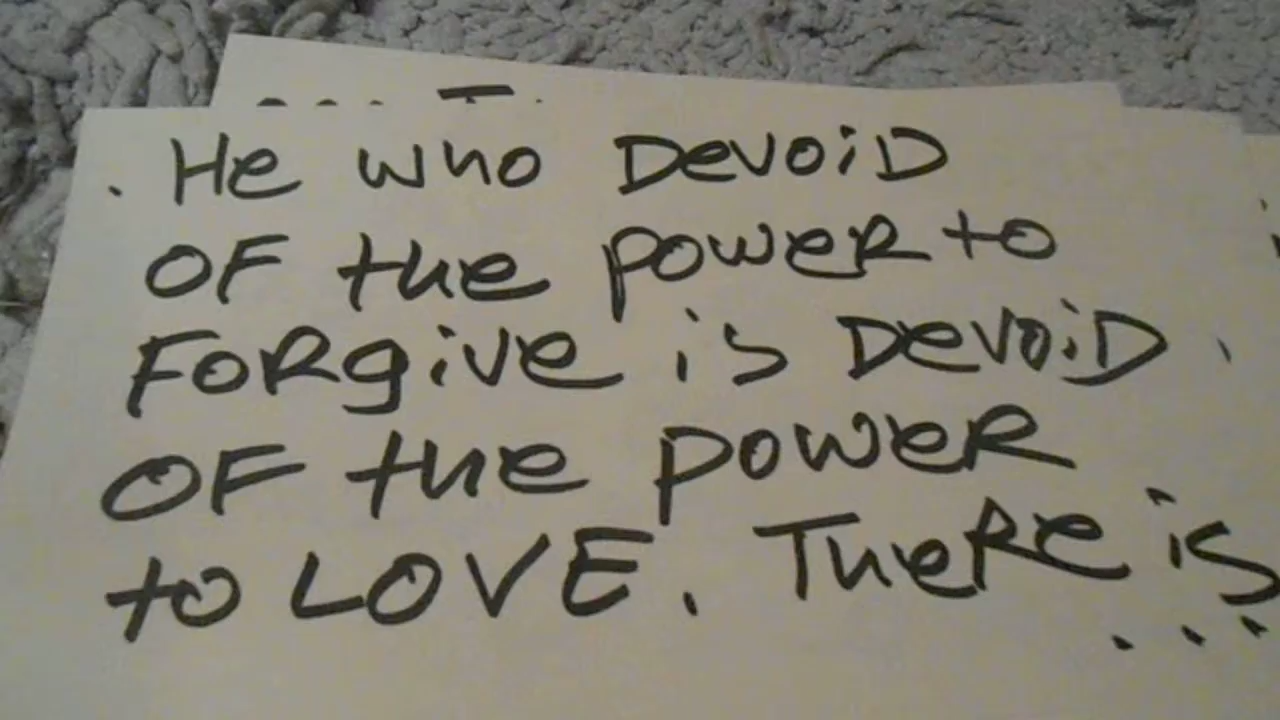 . He who Devoid
of the power to
Forgive is Devoid
of the power
to LOVE. There is
...